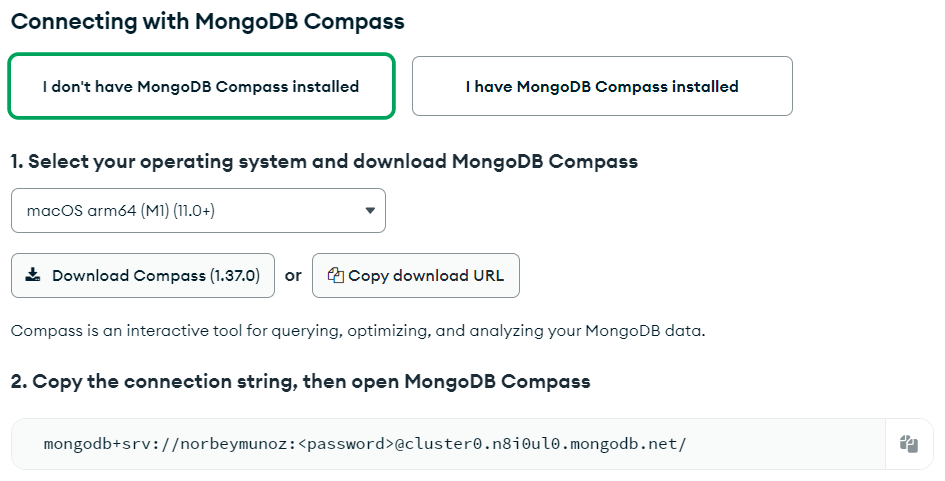 Connecting with MongoDB Compass
I don't have MongoDB Compass installed
I have MongoDB Compass installed
1. Select your operating system and download MongoDB Compass
macOS arm64 (M1) (11.0+)
Download Compass (1.37.0) or Copy download URL
Compass is an interactive tool for querying, optimizing, and analyzing your MongoDB data.
2. Copy the connection string, then open MongoDB Compass
mongodb+srv://norbeymunoz:<password>@cluster0.n8i0ul0.mongodb.net/